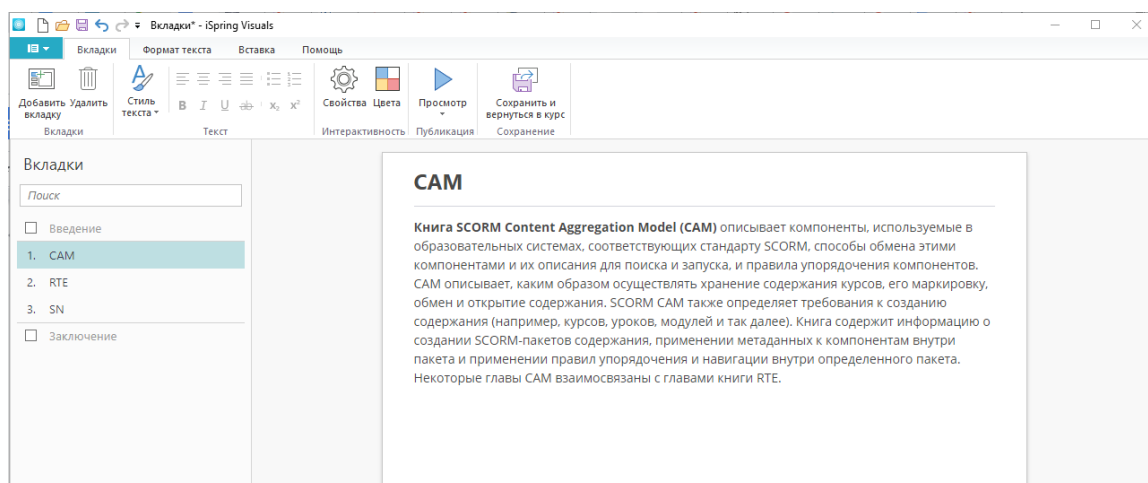 Вкладки* - iSpring Visuals
Вкладки Формат текста Вставка Помощь
Добавить вкладку Удалить Стиль текста B I U ab x₂ x² Свойства Цвета Просмотр Сохранить и вернуться в курс
Вкладки Текст Интерактивность Публикация Сохранение
Вкладки
Поиск
Введение
1. CAM
2. RTE
3. SN
Заключение
CAM
Книга SCORM Content Aggregation Model (CAM) описывает компоненты, используемые в
образовательных системах, соответствующих стандарту SCORM, способы обмена этими
компонентами и их описания для поиска и запуска, и правила упорядочения компонентов.
CAM описывает, каким образом осуществлять хранение содержания курсов, его маркировку,
обмен и открытие содержания. SCORM CAM также определяет требования к созданию
содержания (например, курсов, уроков, модулей и так далее). Книга содержит информацию о
создании SCORM-пакетов содержания, применении метаданных к компонентам внутри
пакета и применении правил упорядочения и навигации внутри определенного пакета.
Некоторые главы CAM взаимосвязаны с главами книги RTE.